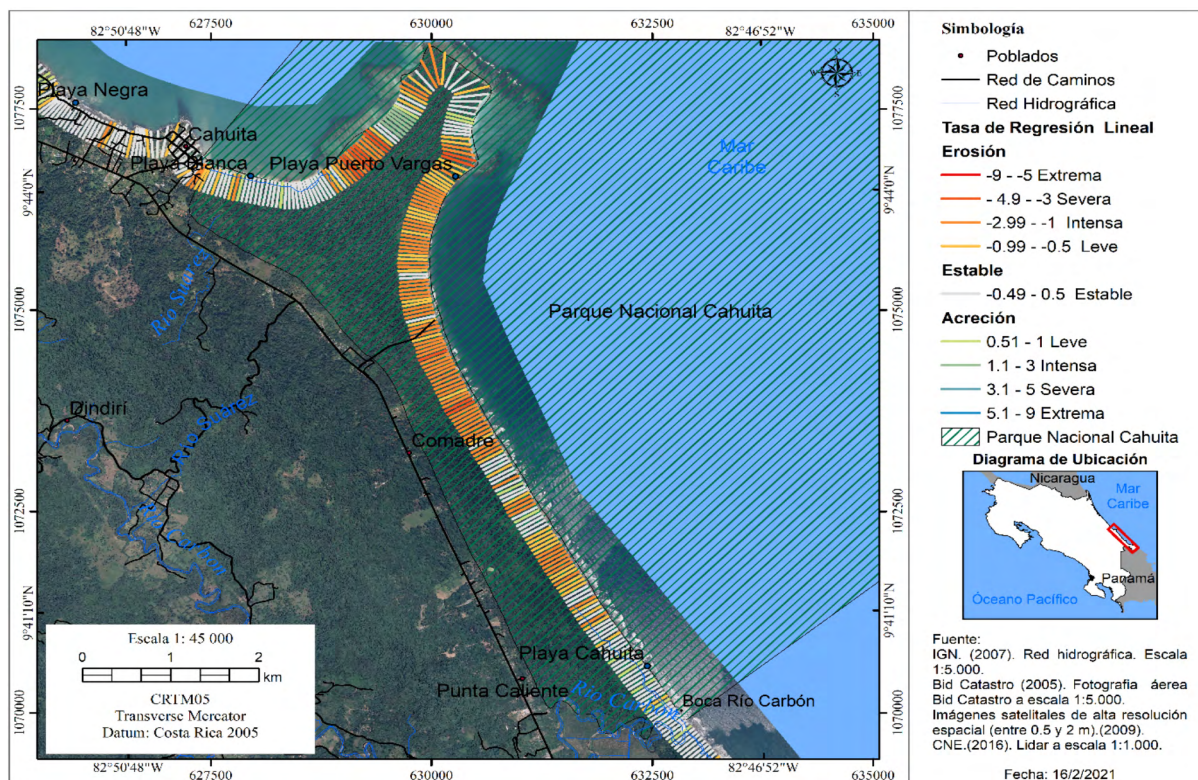 627500
630000
632500
635000
82°50'48"W
82°46'52"W
1077500
9°44'0"N
1075000
1072500
9°41'10"N
1070000
Playa Negra
Cahuita
Playa Blanca
Playa Puerto Vargas
Mar
Caribe
Parque Nacional Cahuita
Río Suárez
Dindirí
Río Suárez
Comadre
Río Carbón
Playa Cahuita
Punta Caliente
Río Carbón
Boca Río Carbón
N
W
E
S
Escala 1: 45 000
0 1 2
km
CRTM05
Transverse Mercator
Datum: Costa Rica 2005
1077500
9°44'0"N
1075000
1072500
9°41'10"N
1070000
82°50'48"W
82°46'52"W
627500
630000
632500
635000
Simbología
Poblados
Red de Caminos
Red Hidrográfica
Tasa de Regresión Lineal
Erosión
-9 - -5 Extrema
- 4.9 - -3 Severa
-2.99 - -1 Intensa
-0.99 - -0.5 Leve
Estable
-0.49 - 0.5 Estable
Acreción
0.51 - 1 Leve
1.1 - 3 Intensa
3.1 - 5 Severa
5.1 - 9 Extrema
Parque Nacional Cahuita
Diagrama de Ubicación
Nicaragua
Mar
Caribe
Panamá
Óceano Pacífico
Fuente:
IGN. (2007). Red hidrográfica. Escala
1:5.000.
Bid Catastro (2005). Fotografia áerea
Bid Catastro a escala 1:5.000.
Imágenes satelitales de alta resolución
espacial (entre 0.5 y 2 m).(2009).
CNE.(2016). Lidar a escala 1:1.000.
Fecha: 16/2/2021